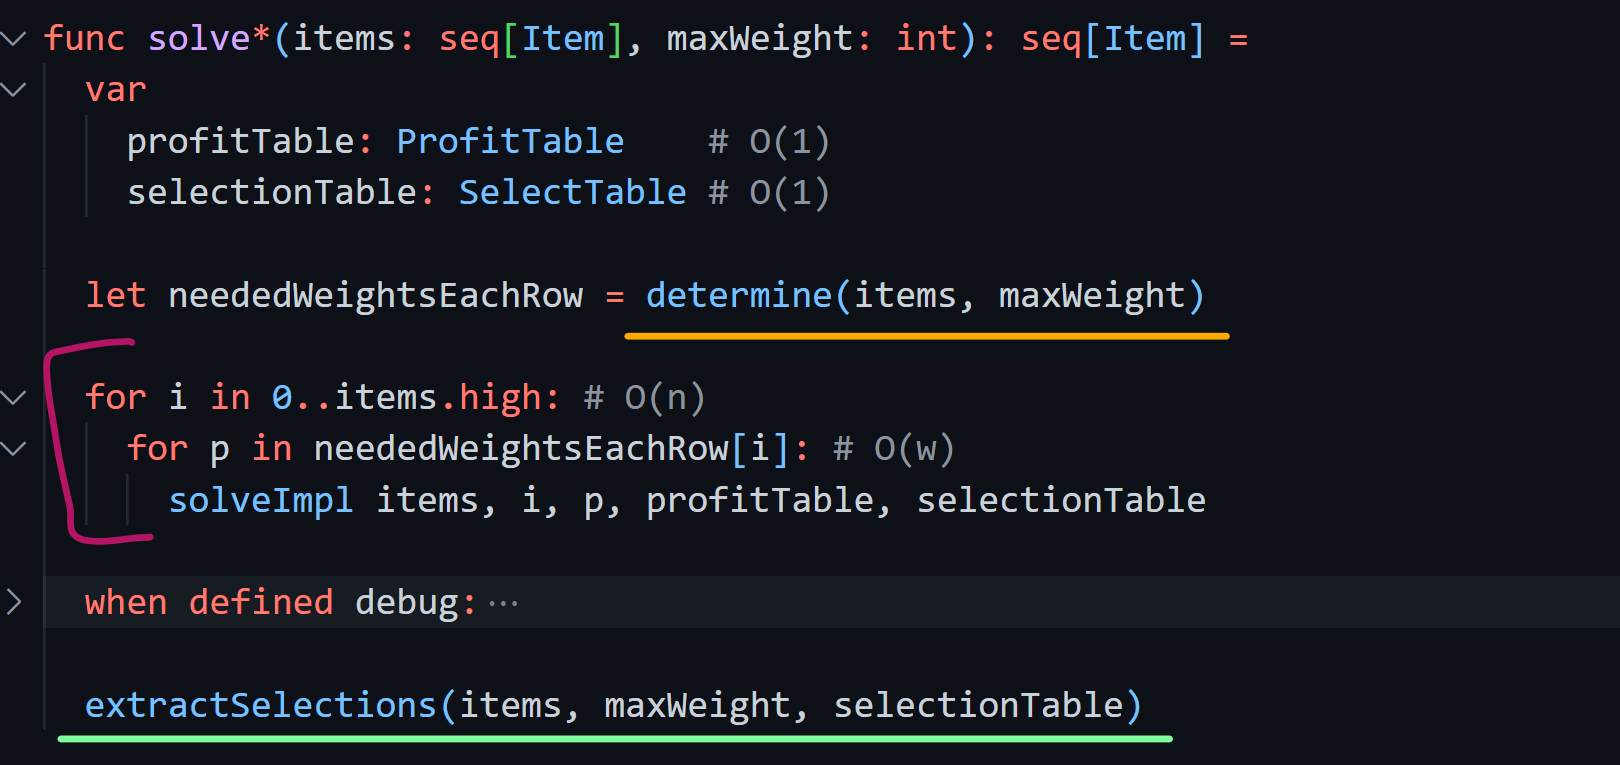 func solve*(items: seq[Item], maxWeight: int): seq[Item] =
var
profitTable: ProfitTable # O(1)
selectionTable: SelectTable # O(1)
let neededWeightsEachRow = determine(items, maxWeight)
for i in 0..items.high: # O(n)
for p in neededWeightsEachRow[i]: # O(w)
solveImpl items, i, p, profitTable, selectionTable
when defined debug: ···
extractSelections(items, maxWeight, selectionTable)